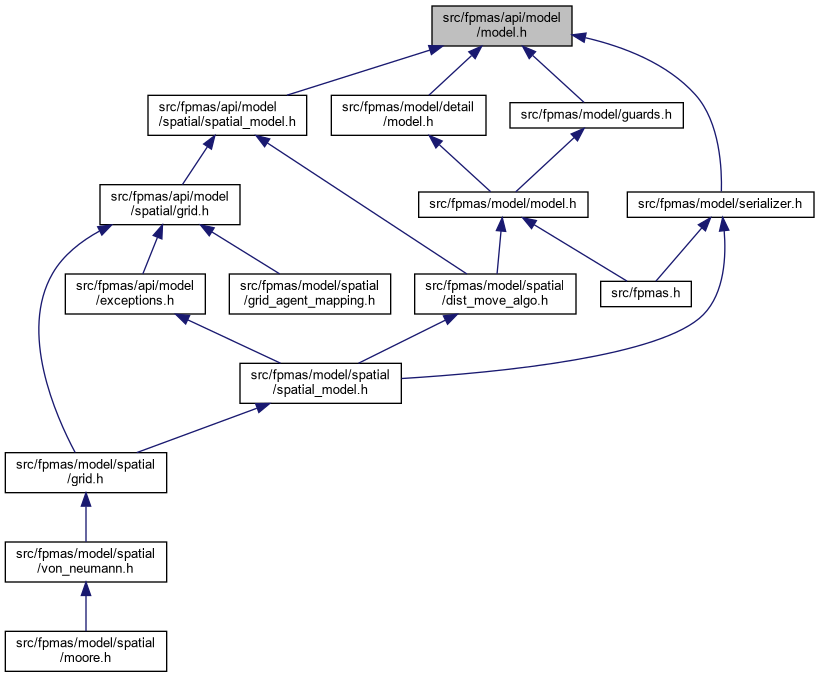 src/fpmas/api/model
/model.h
src/fpmas/api/model
/spatial/spatial_model.h
src/fpmas/model/detail
/model.h
src/fpmas/model/guards.h
src/fpmas/api/model
/spatial/grid.h
src/fpmas/model/model.h
src/fpmas/model/serializer.h
src/fpmas/api/model
/exceptions.h
src/fpmas/model/spatial
/grid_agent_mapping.h
src/fpmas/model/spatial
/dist_move_algo.h
src/fpmas.h
src/fpmas/model/spatial
/spatial_model.h
src/fpmas/model/spatial
/grid.h
src/fpmas/model/spatial
/von_neumann.h
src/fpmas/model/spatial
/moore.h